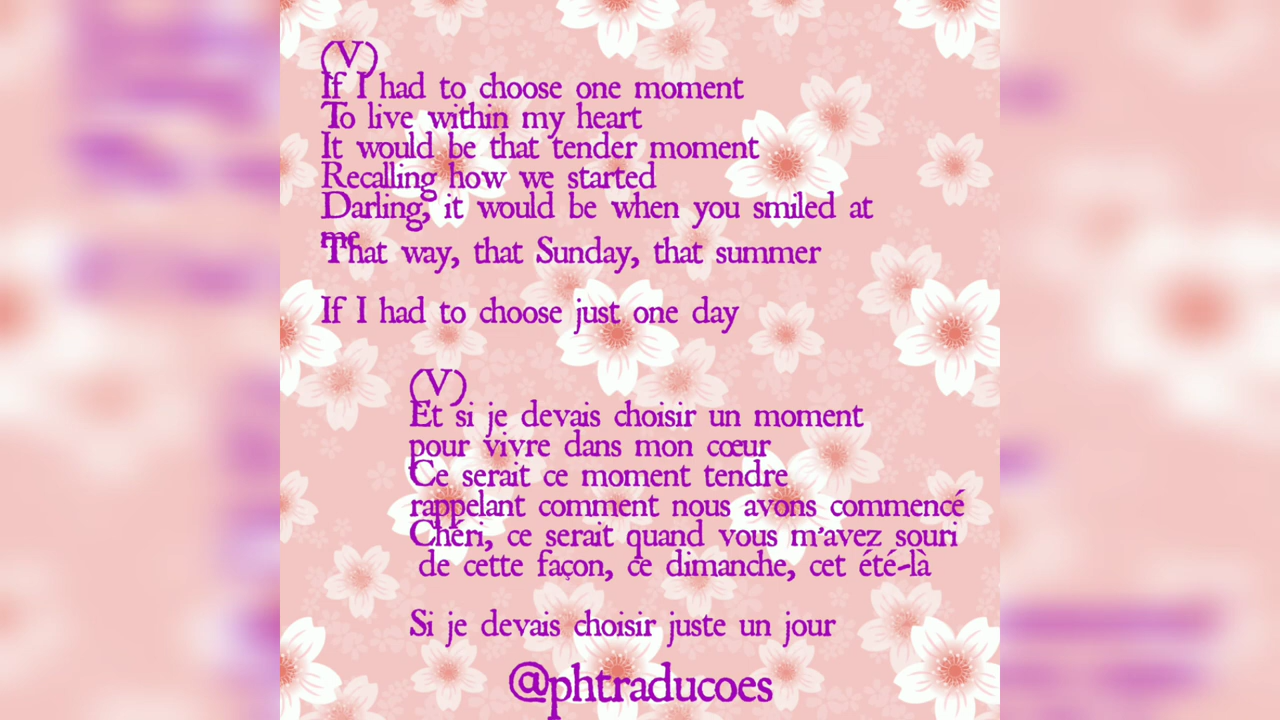 (V)
If I had to choose one moment
To live within my heart
It would be that tender moment
Recalling how we started
Darling, it would be when you smiled at
me
That way, that Sunday, that summer
If I had to choose just one day
(V)
Et si je devais choisir un moment
pour vivre dans mon cœur
Ce serait ce moment tendre
rappelant comment nous avons commencé
Chéri, ce serait quand vous m'avez souri
de cette façon, ce dimanche, cet été-là
Si je devais choisir juste un jour
@phtraducoes